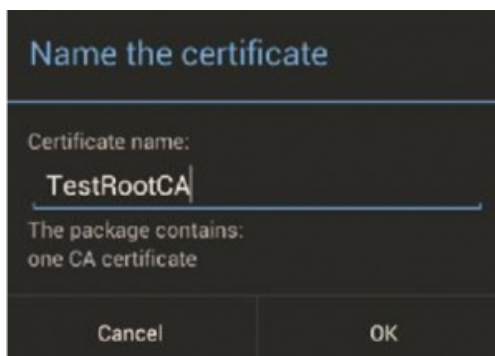 Name the certificate
Certificate name:
TestRootCA
The package contains:
one CA certificate
Cancel OK